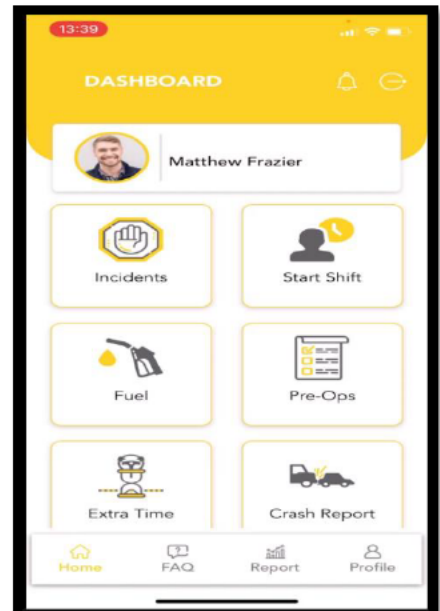 13:39
DASHBOARD
Matthew Frazier
Incidents
Start Shift
Fuel
Pre-Ops
Extra Time
Crash Report
Home
FAQ
Report
Profile